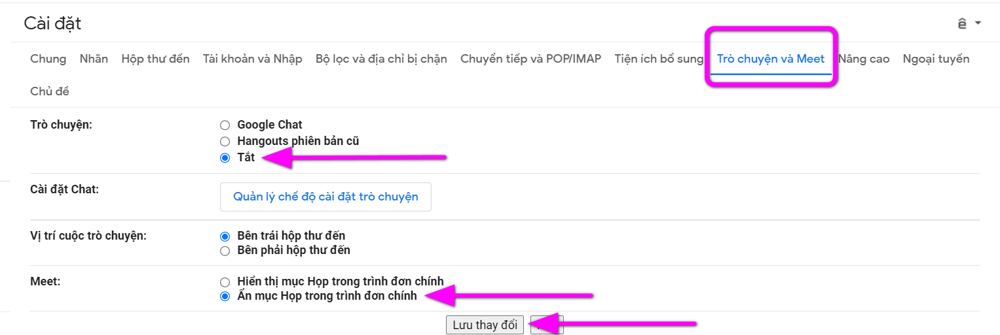 Cài đặt
ê
Chung Nhãn Hộp thư đến Tài khoản và Nhập Bộ lọc và địa chỉ bị chặn Chuyển tiếp và POP/IMAP Tiện ích bổ sung Trò chuyện và Meet Nâng cao Ngoại tuyến
Chủ đề
Trò chuyện: Google Chat
Hangouts phiên bản cũ
Tắt
Cài đặt Chat: Quản lý chế độ cài đặt trò chuyện
Vị trí cuộc trò chuyện: Bên trái hộp thư đến
Bên phải hộp thư đến
Meet: Hiển thị mục Họp trong trình đơn chính
Ẩn mục Họp trong trình đơn chính
Lưu thay đổi